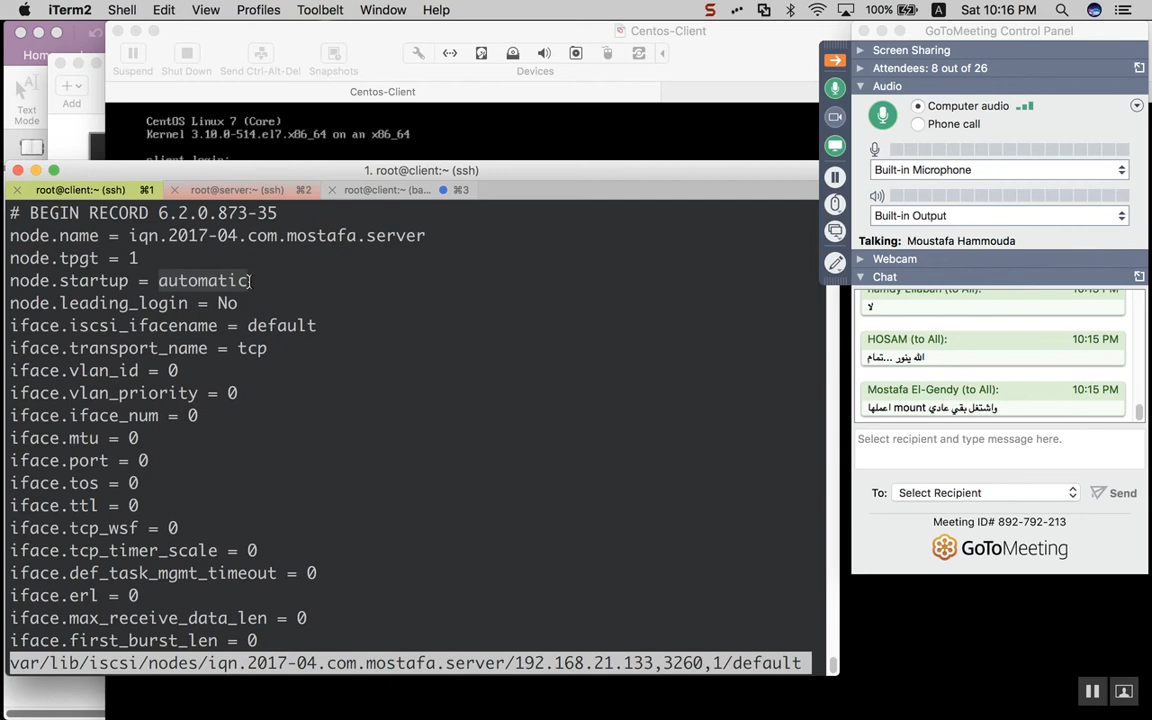 iTerm2 Shell Edit View Profiles Toolbelt Window Help
100% A Sat 10:16 PM
Centos-Client
Suspend Shut Down Send Ctrl-Alt-Del Snapshots Devices
Text Mode
Add
Centos-Client
CentOS Linux 7 (Core)
Kernel 3.10.0-514.el7.x86_64 on an x86_64
client login:
1. root@client:~ (ssh)
root@client:~ (ssh) ⌘1 root@server:~ (ssh) ⌘2 root@client:~ (ba... ⌘3
# BEGIN RECORD 6.2.0.873-35
node.name = iqn.2017-04.com.mostafa.server
node.tpgt = 1
node.startup = automatic
node.leading_login = No
iface.iscsi_ifacename = default
iface.transport_name = tcp
iface.vlan_id = 0
iface.vlan_priority = 0
iface.iface_num = 0
iface.mtu = 0
iface.port = 0
iface.tos = 0
iface.ttl = 0
iface.tcp_wsf = 0
iface.tcp_timer_scale = 0
iface.def_task_mgmt_timeout = 0
iface.erl = 0
iface.max_receive_data_len = 0
iface.first_burst_len = 0
var/lib/iscsi/nodes/iqn.2017-04.com.mostafa.server/192.168.21.133,3260,1/default
GoToMeeting Control Panel
Screen Sharing
Attendees: 8 out of 26
Audio
Computer audio
Phone call
Built-in Microphone
Built-in Output
Talking: Moustafa Hammouda
Webcam
Chat
لا
HOSAM (to All): 10:15 PM
الله ينور ...تمام
Mostafa El-Gendy (to All): 10:15 PM
واشتغل بقي عادي mount اعملها
Select recipient and type message here.
To: Select Recipient Send
Meeting ID# 892-792-213
GoToMeeting